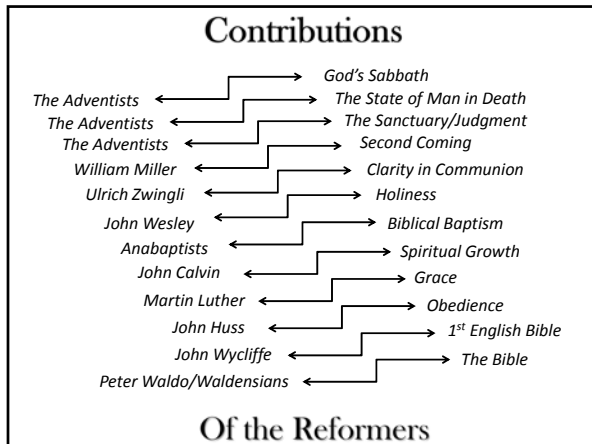 Contributions
God's Sabbath
The Adventists
The State of Man in Death
The Adventists
The Sanctuary/Judgment
The Adventists
Second Coming
William Miller
Clarity in Communion
Ulrich Zwingli
Holiness
John Wesley
Biblical Baptism
Anabaptists
Spiritual Growth
John Calvin
Grace
Martin Luther
Obedience
John Huss
1st English Bible
John Wycliffe
The Bible
Peter Waldo/Waldensians
Of the Reformers